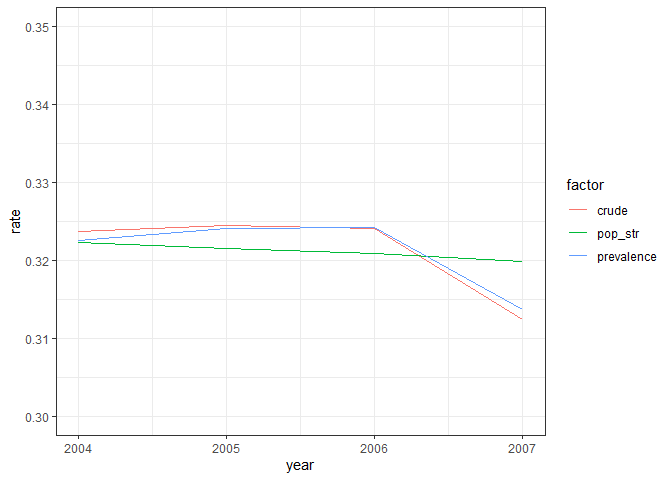 0.35
0.34
0.33
0.32
0.31
0.30
rate
2004 2005 2006 2007
year
factor
crude
pop_str
prevalence